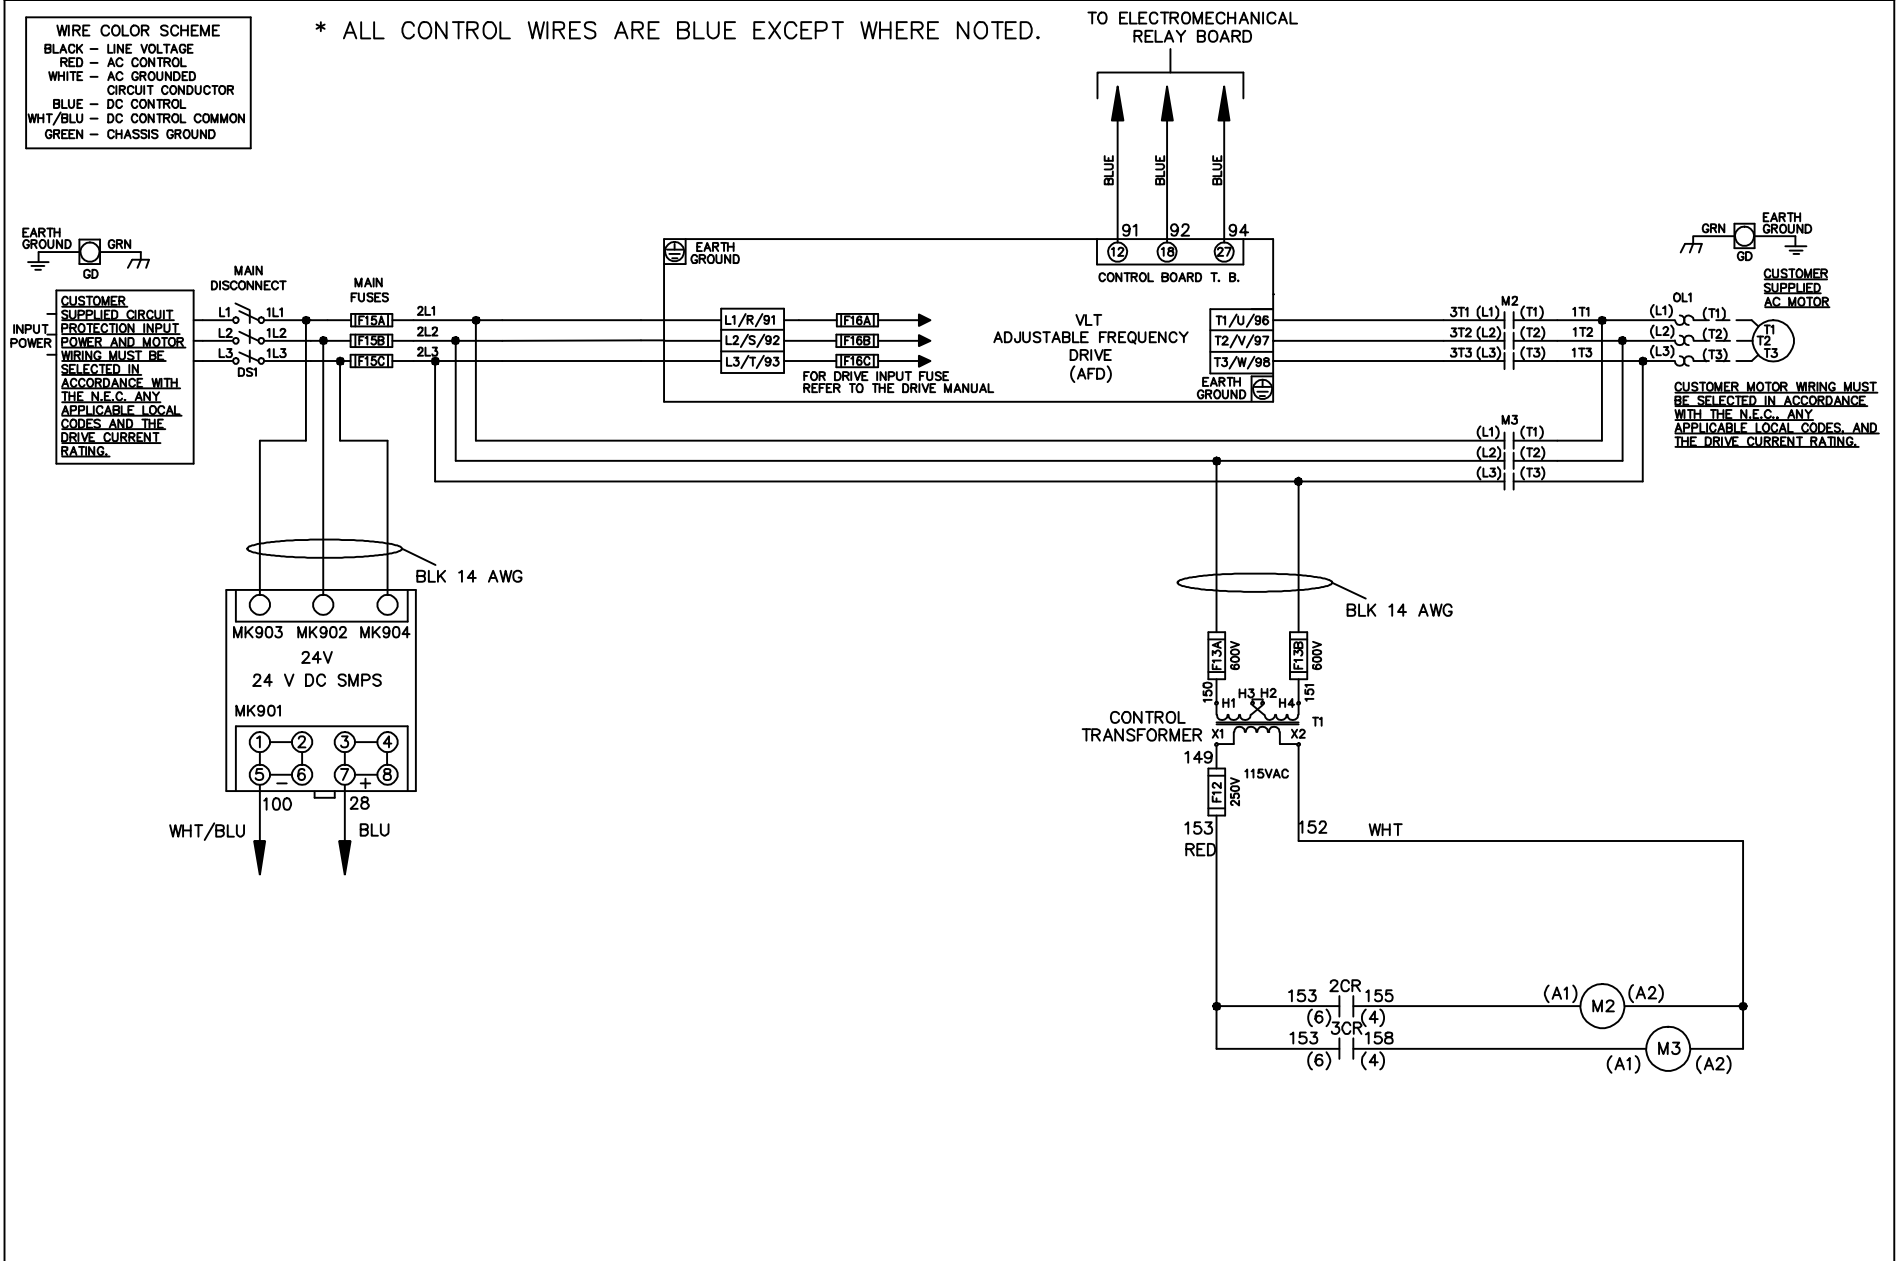 WIRE COLOR SCHEME
BLACK – LINE VOLTAGE
RED – AC CONTROL
WHITE – AC GROUNDED
CIRCUIT CONDUCTOR
BLUE – DC CONTROL
WHT/BLU – DC CONTROL COMMON
GREEN – CHASSIS GROUND
* ALL CONTROL WIRES ARE BLUE EXCEPT WHERE NOTED.
TO ELECTROMECHANICAL
RELAY BOARD
BLUE
BLUE
BLUE
91 92 94
12 18 27
CONTROL BOARD T. B.
EARTH
GROUND
GRN
GD
INPUT
POWER
CUSTOMER
SUPPLIED CIRCUIT
PROTECTION INPUT
POWER AND MOTOR
WIRING MUST BE
SELECTED IN
ACCORDANCE WITH
THE N.E.C. ANY
APPLICABLE LOCAL
CODES AND THE
DRIVE CURRENT
RATING.
MAIN
DISCONNECT
L1 1L1
L2 1L2
L3 1L3
DS1
MAIN
FUSES
F15A 2L1
F15B 2L2
F15C 2L3
EARTH
GROUND
L1/R/91 F16A
L2/S/92 F16B
L3/T/93 F16C
FOR DRIVE INPUT FUSE
REFER TO THE DRIVE MANUAL
VLT
ADJUSTABLE FREQUENCY
DRIVE
(AFD)
T1/U/96
T2/V/97
T3/W/98
EARTH
GROUND
M2
3T1 (L1) (T1) 1T1
3T2 (L2) (T2) 1T2
3T3 (L3) (T3) 1T3
M3
(L1) (T1)
(L2) (T2)
(L3) (T3)
GRN
GD
EARTH
GROUND
CUSTOMER
SUPPLIED
AC MOTOR
OL1
(L1) (T1) T1
(L2) (T2) T2
(L3) (T3) T3
CUSTOMER MOTOR WIRING MUST
BE SELECTED IN ACCORDANCE
WITH THE N.E.C., ANY
APPLICABLE LOCAL CODES, AND
THE DRIVE CURRENT RATING.
BLK 14 AWG
MK903 MK902 MK904
24V
24 V DC SMPS
MK901
1 2 3 4
5 6 7 8
– +
100 28
WHT/BLU BLU
BLK 14 AWG
F13A 600V
F13B 600V
150 151
H1 H3 H2 H4
CONTROL
TRANSFORMER
T1
X1 X2
149
115VAC
F12 250V
153
RED
152 WHT
2CR
153 155
(6) (4)
(A1) M2 (A2)
3CR
153 158
(6) (4)
(A1) M3 (A2)